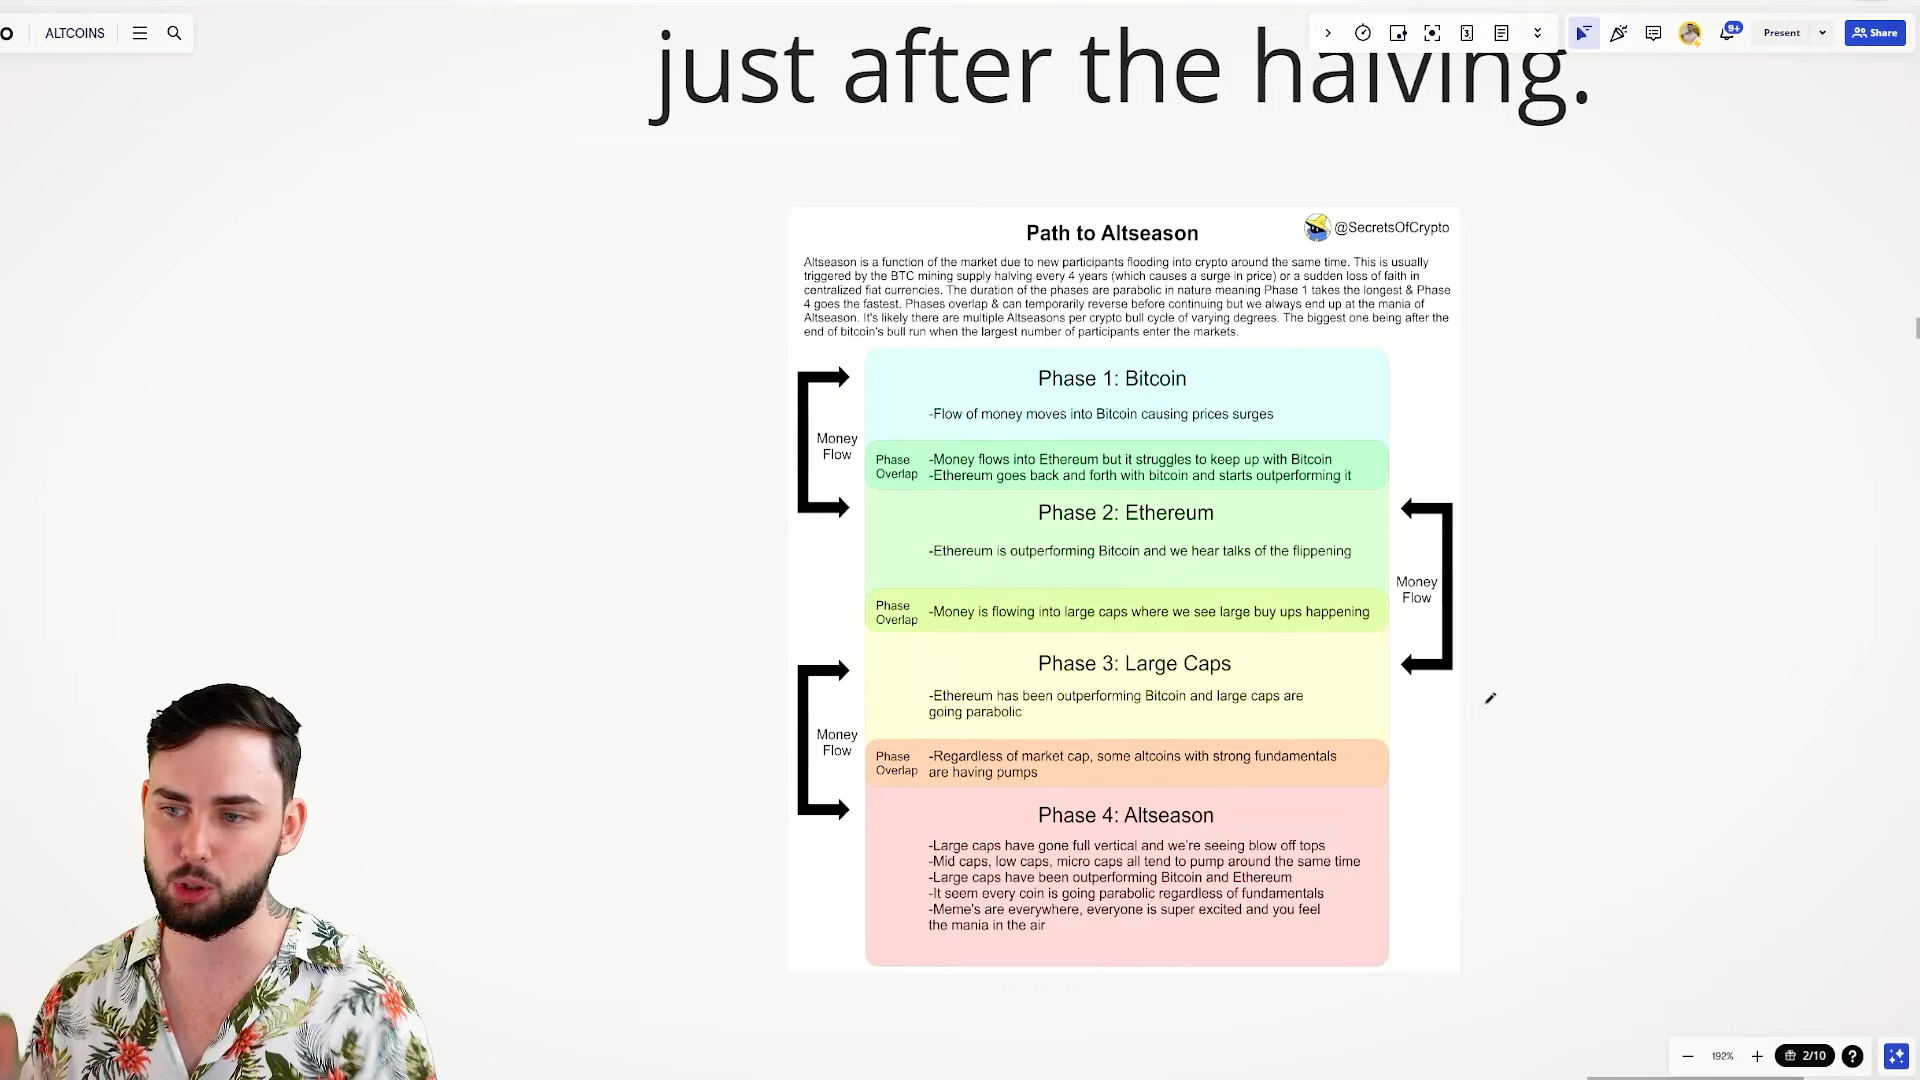 just after the halving.
ALTCOINS
9+
Present
Share
Path to Altseason
@SecretsOfCrypto
Altseason is a function of the market due to new participants flooding into crypto around the same time. This is usually
triggered by the BTC mining supply halving every 4 years (which causes a surge in price) or a sudden loss of faith in
centralized fiat currencies. The duration of the phases are parabolic in nature meaning Phase 1 takes the longest & Phase
4 goes the fastest. Phases overlap & can temporarily reverse before continuing but we always end up at the mania of
Altseason. It's likely there are multiple Altseasons per crypto bull cycle of varying degrees. The biggest one being after the
end of bitcoin's bull run when the largest number of participants enter the markets.
Phase 1: Bitcoin
-Flow of money moves into Bitcoin causing prices surges
Money
Flow
Phase
Overlap
-Money flows into Ethereum but it struggles to keep up with Bitcoin
-Ethereum goes back and forth with bitcoin and starts outperforming it
Phase 2: Ethereum
-Ethereum is outperforming Bitcoin and we hear talks of the flippening
Money
Flow
Phase
Overlap
-Money is flowing into large caps where we see large buy ups happening
Phase 3: Large Caps
-Ethereum has been outperforming Bitcoin and large caps are
going parabolic
Money
Flow
Phase
Overlap
-Regardless of market cap, some altcoins with strong fundamentals
are having pumps
Phase 4: Altseason
-Large caps have gone full vertical and we're seeing blow off tops
-Mid caps, low caps, micro caps all tend to pump around the same time
-Large caps have been outperforming Bitcoin and Ethereum
-It seem every coin is going parabolic regardless of fundamentals
-Meme's are everywhere, everyone is super excited and you feel
the mania in the air
192%
2/10